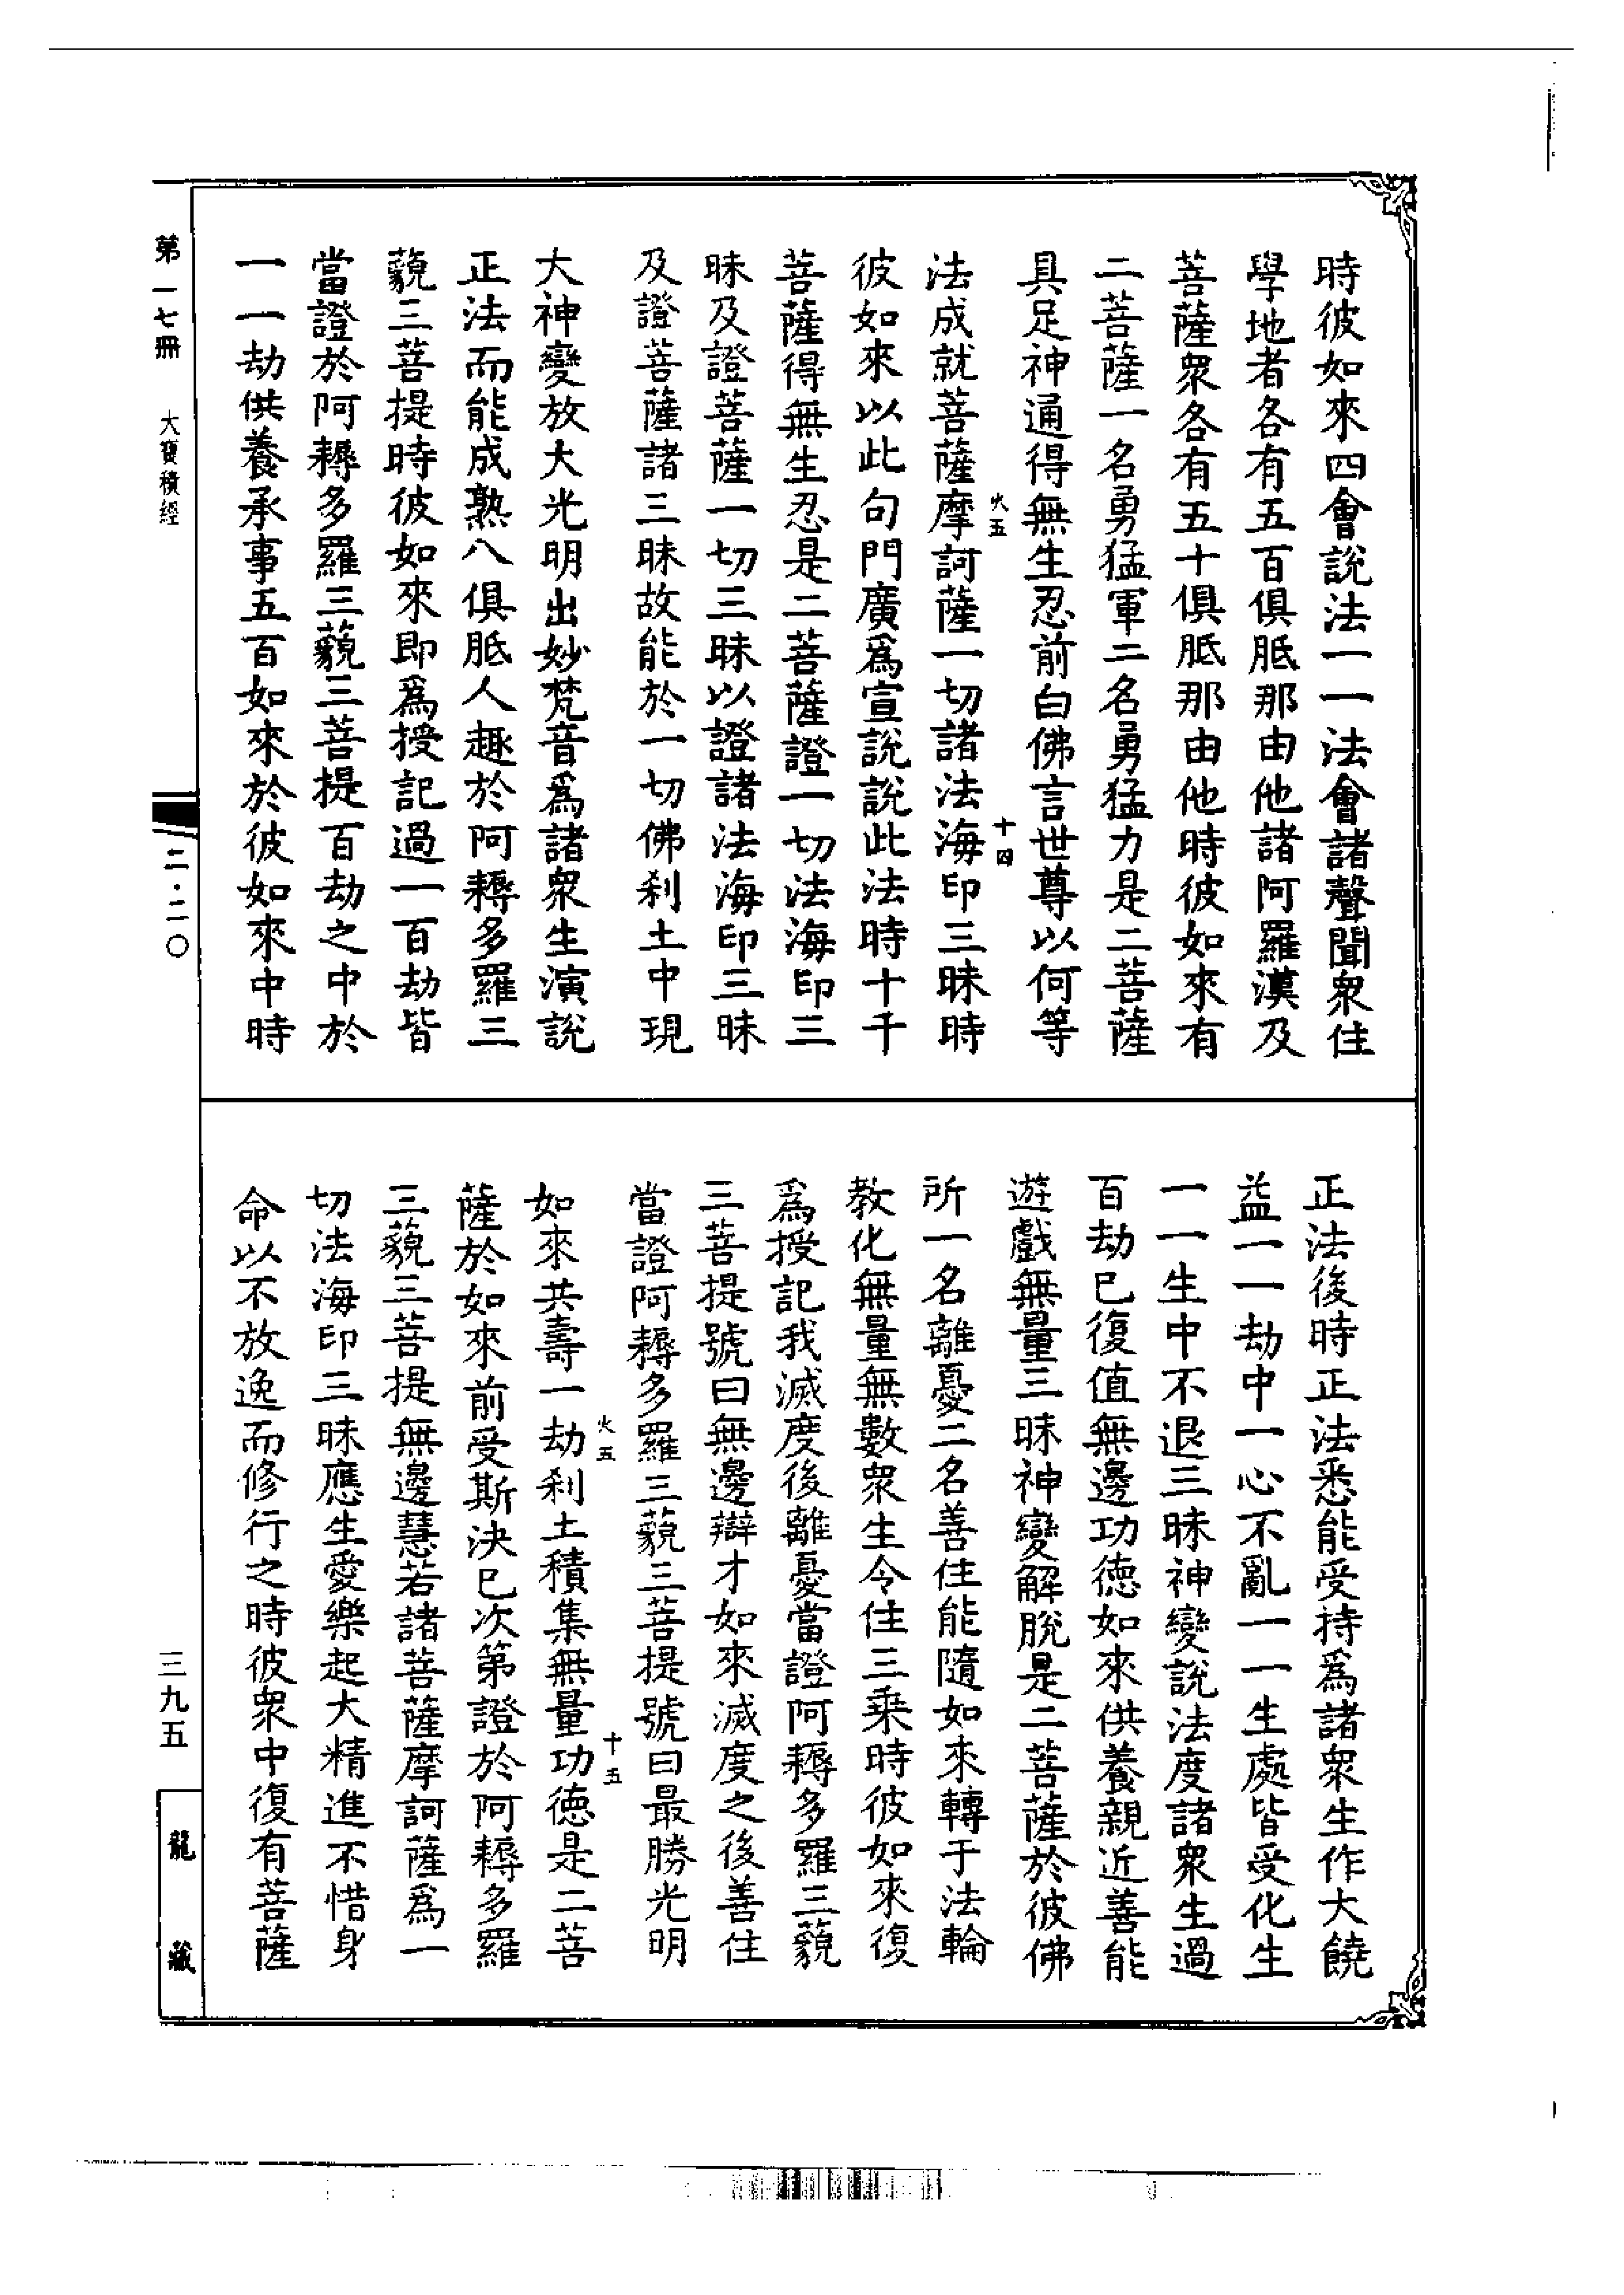 時彼如來四會說法一一法會諸聲聞衆住
學地者各有五百俱胝那由他諸阿羅漢及
菩薩衆各有五十俱胝那由他時彼如來有
二菩薩一名勇猛軍二名勇猛力是二菩薩
具足神通得無生忍前白佛言世尊以何等
火五
十四
法成就菩薩摩訶薩一切諸法海印三昧時
彼如來以此句門廣爲宣說說此法時十千
菩薩得無生忍是二菩薩證一切法海印三
昧及證菩薩一切三昧以證諸法海印三昧
及證菩薩諸三昧故能於一切佛刹土中現
大神變放大光明出妙梵音爲諸衆生演說
正法而能成熟八俱胝人趣於阿耨多羅三
藐三菩提時彼如來即爲授記過一百劫皆
當證於阿耨多羅三藐三菩提百劫之中於
一一劫供養承事五百如來於彼如來中時
正法後時正法悉能受持爲諸衆生作大饒
益一一劫中一心不亂一一生處皆受化生
一一生中不退三昧神變說法度諸衆生過
百劫已復值無邊功德如來供養親近善能
遊戲無量三昧神變解脫是二菩薩於彼佛
所一名離憂二名善住能隨如來轉于法輪
教化無量無數衆生令住三乘時彼如來復
爲授記我滅度後離憂當證阿耨多羅三藐
三菩提號曰無邊辯才如來滅度之後善住
當證阿耨多羅三藐三菩提號曰最勝光明
火五
十五
如來共壽一劫刹土積集無量功德是二菩
薩於如來前受斯決已次第證於阿耨多羅
三藐三菩提無邊慧若諸菩薩摩訶薩爲一
切法海印三昧應生愛樂起大精進不惜身
命以不放逸而修行之時彼衆中復有菩薩
第一七冊　大寶積經
二·二〇
三九五
龍藏